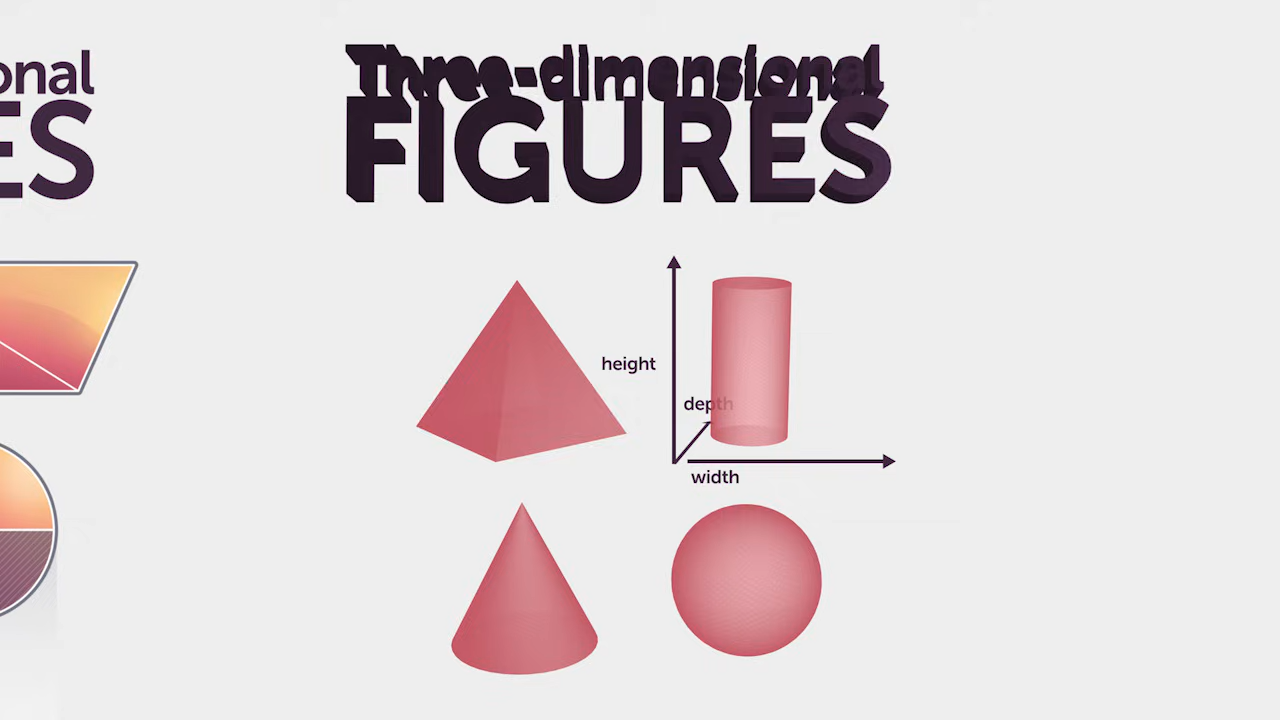 onal
ES
Three-dimensional
FIGURES
height
depth
width